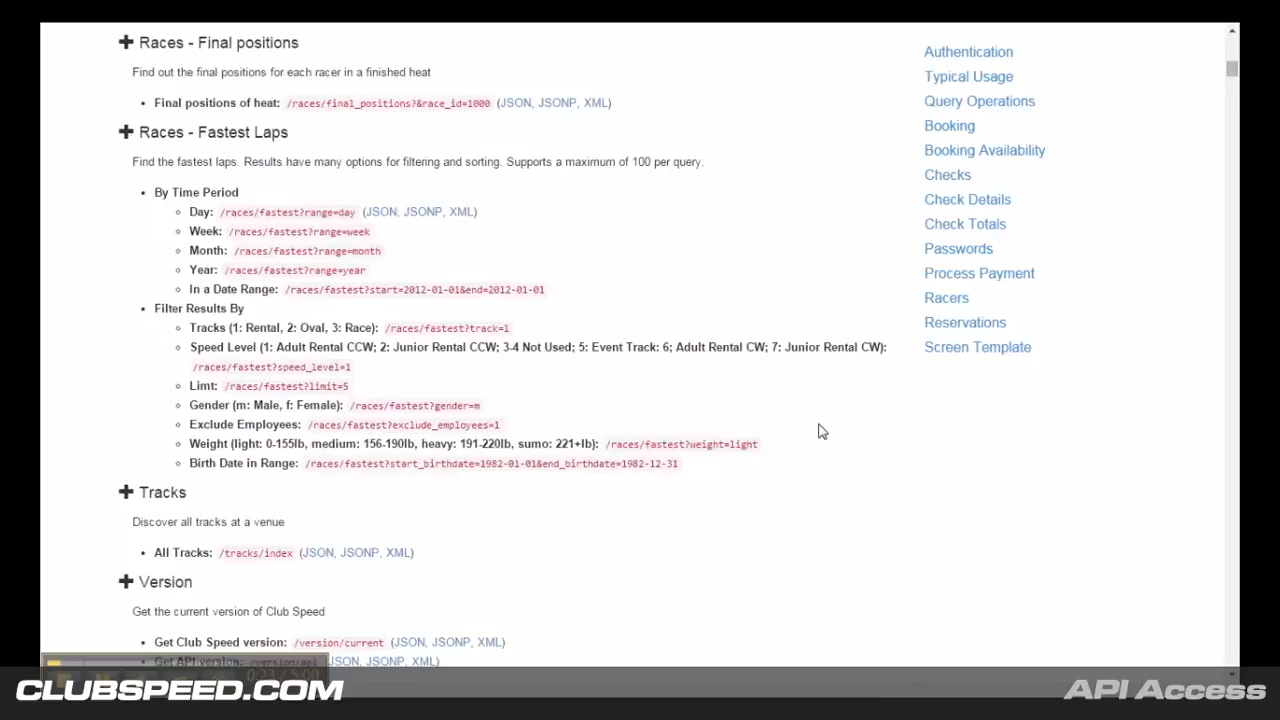 Races - Final positions
Find out the final positions for each racer in a finished heat
Final positions of heat: /races/final_positions?&race_id=1000 (JSON, JSONP, XML)
Races - Fastest Laps
Find the fastest laps. Results have many options for filtering and sorting. Supports a maximum of 100 per query.
By Time Period
Day: /races/fastest?range=day (JSON, JSONP, XML)
Week: /races/fastest?range=week
Month: /races/fastest?range=month
Year: /races/fastest?range=year
In a Date Range: /races/fastest?start=2012-01-01&end=2012-01-01
Filter Results By
Tracks (1: Rental, 2: Oval, 3: Race): /races/fastest?track=1
Speed Level (1: Adult Rental CCW; 2: Junior Rental CCW; 3-4 Not Used; 5: Event Track: 6; Adult Rental CW; 7: Junior Rental CW):
/races/fastest?speed_level=1
Limt: /races/fastest?limit=5
Gender (m: Male, f: Female): /races/fastest?gender=m
Exclude Employees: /races/fastest?exclude_employees=1
Weight (light: 0-155lb, medium: 156-190lb, heavy: 191-220lb, sumo: 221+lb): /races/fastest?weight=light
Birth Date in Range: /races/fastest?start_birthdate=1982-01-01&end_birthdate=1982-12-31
Tracks
Discover all tracks at a venue
All Tracks: /tracks/index (JSON, JSONP, XML)
Version
Get the current version of Club Speed
Get Club Speed version: /version/current (JSON, JSONP, XML)
Get API version: /version/api (JSON, JSONP, XML)
Authentication
Typical Usage
Query Operations
Booking
Booking Availability
Checks
Check Details
Check Totals
Passwords
Process Payment
Racers
Reservations
Screen Template
CLUBSPEED.COM
API Access